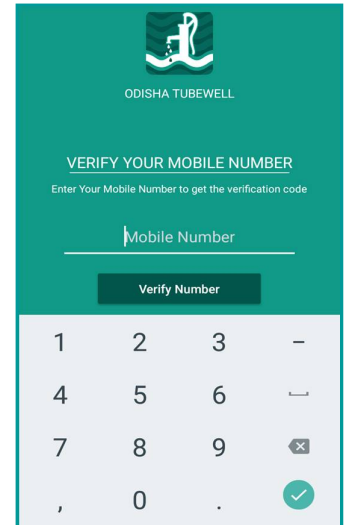 ODISHA TUBEWELL
VERIFY YOUR MOBILE NUMBER
Enter Your Mobile Number to get the verification code
Mobile Number
Verify Number
1 2 3 -
4 5 6
7 8 9
, 0 .